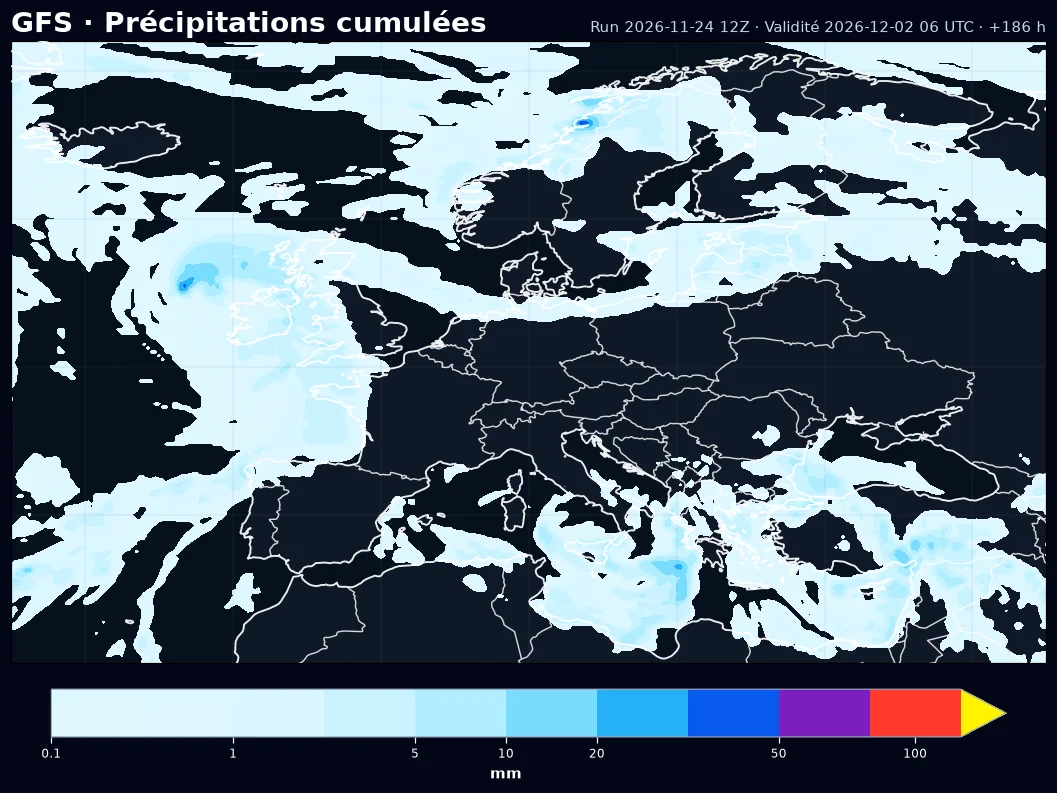 GFS · Précipitations cumulées
Run 2026-11-24 12Z · Validité 2026-12-02 06 UTC · +186 h
0.1 1 5 10 20 50 100
mm